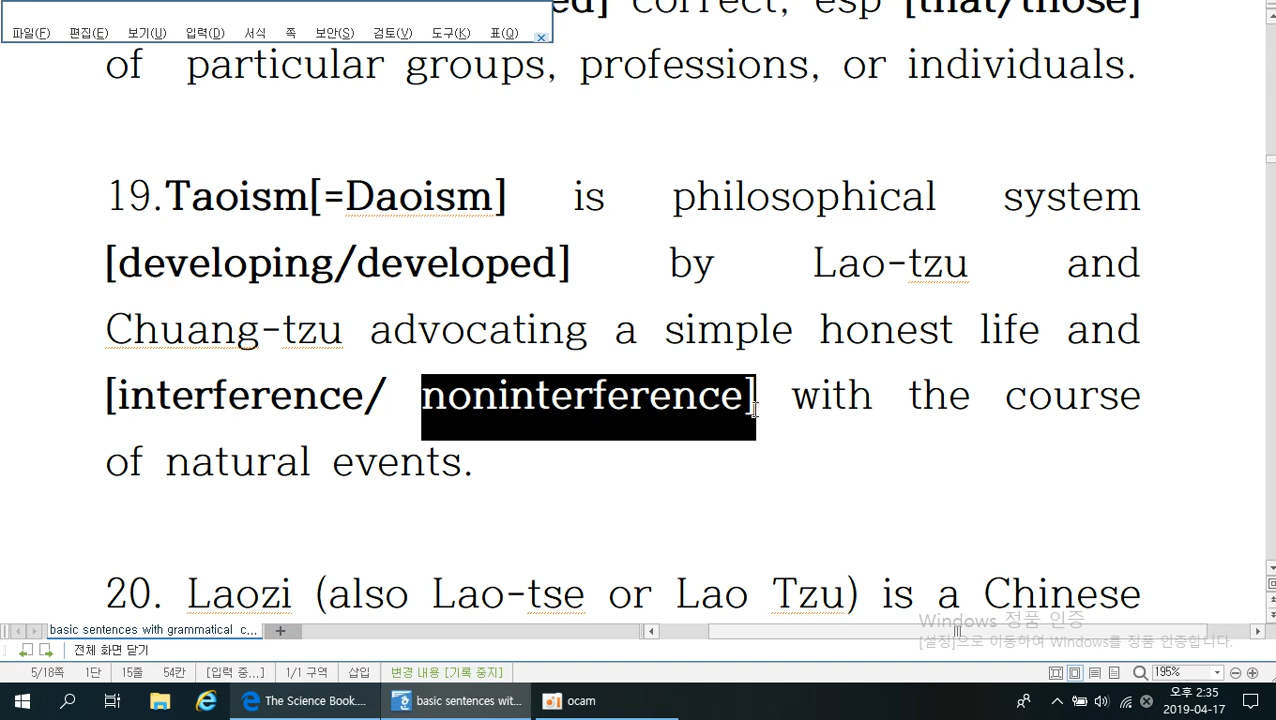 ed] correct, esp [that/those]
파일(F) 편집(E) 보기(U) 입력(D) 서식 쪽 보안(S) 검토(V) 도구(K) 표(Q)
of particular groups, professions, or individuals.
19.Taoism[=Daoism] is philosophical system
[developing/developed] by Lao-tzu and
Chuang-tzu advocating a simple honest life and
[interference/ noninterference] with the course
of natural events.
20. Laozi (also Lao-tse or Lao Tzu) is a Chinese
Windows 정품 인증
[설정]으로 이동하여 Windows를 정품 인증합니다.
basic sentences with grammatical c...
전체 화면 닫기
5/18쪽 1단 15줄 54칸 [입력 중...] 1/1 구역 삽입 변경 내용 [기록 중지] 195%
The Science Book.... basic sentences wit... ocam 오후 2:35
2019-04-17